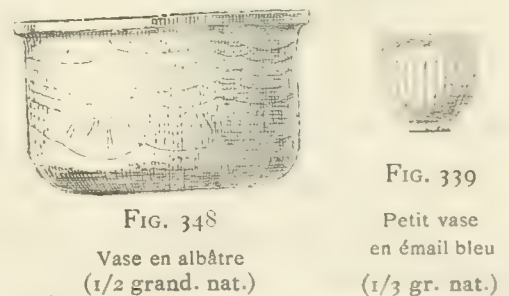 FIG. 348
Vase en albâtre
(1/2 grand. nat.)
FIG. 339
Petit vase
en émail bleu
(1/3 gr. nat.)